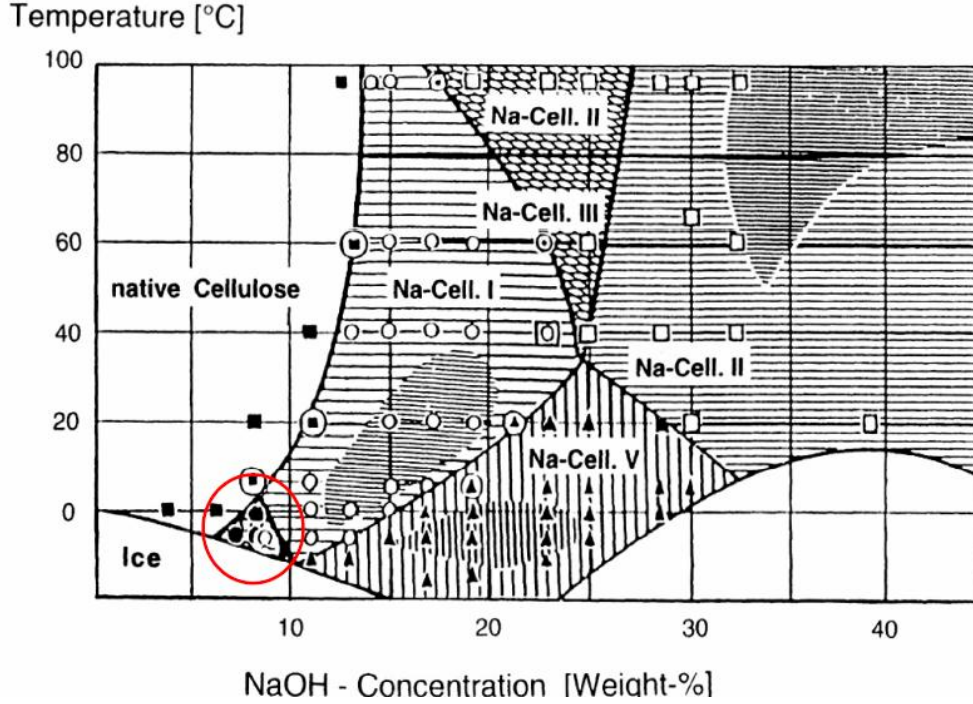 Temperature [°C]
100
Na-Cell. II
80
Na-Cell. III
60
native Cellulose
Na-Cell. I
40
Na-Cell. II
20
Na-Cell. V
0
Ice
10
20
30
40
NaOH - Concentration [Weight-%]